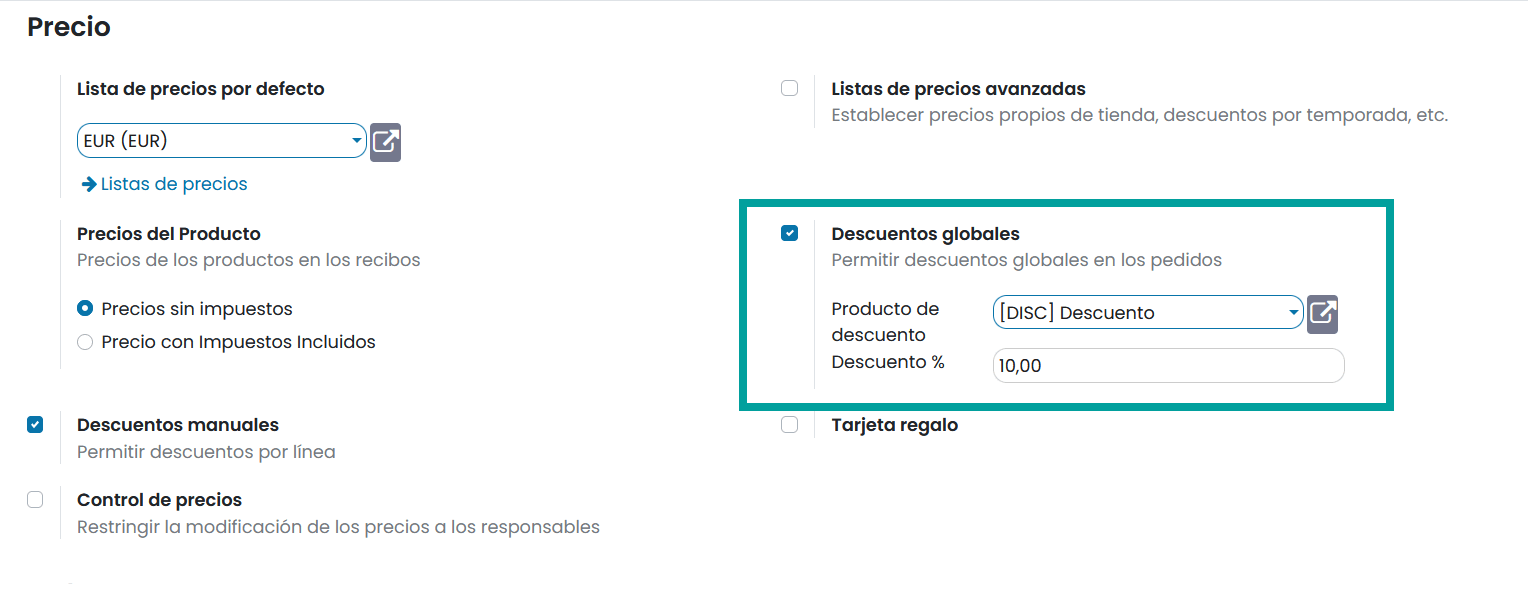 Precio
Lista de precios por defecto
EUR (EUR)
Listas de precios
Listas de precios avanzadas
Establecer precios propios de tienda, descuentos por temporada, etc.
Precios del Producto
Precios de los productos en los recibos
Precios sin impuestos
Precio con Impuestos Incluidos
Descuentos globales
Permitir descuentos globales en los pedidos
Producto de
descuento
[DISC] Descuento
Descuento %
10,00
Descuentos manuales
Permitir descuentos por línea
Tarjeta regalo
Control de precios
Restringir la modificación de los precios a los responsables